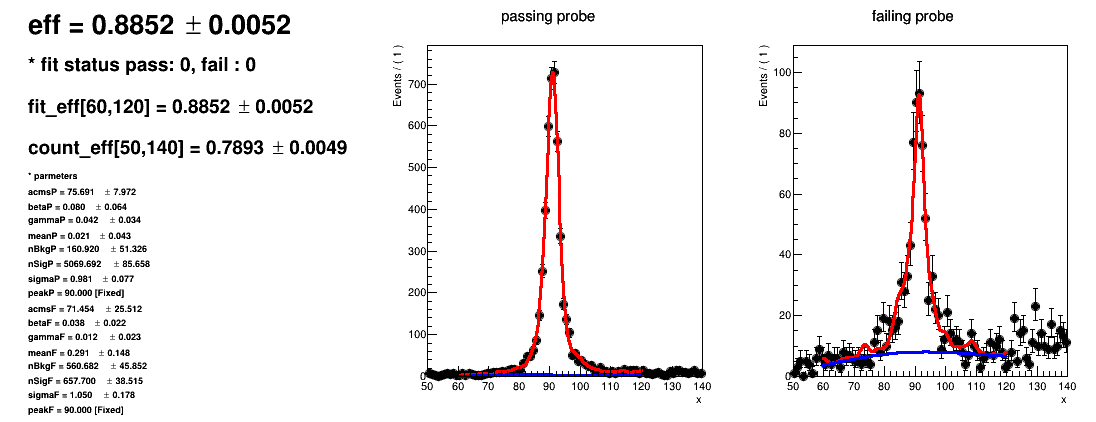 eff = 0.8852 ± 0.0052
* fit status pass: 0, fail : 0
fit_eff[60,120] = 0.8852 ± 0.0052
count_eff[50,140] = 0.7893 ± 0.0049
* parmeters
acmsP = 75.691 ± 7.972
betaP = 0.080 ± 0.064
gammaP = 0.042 ± 0.034
meanP = 0.021 ± 0.043
nBkgP = 160.920 ± 51.326
nSigP = 5069.692 ± 85.658
sigmaP = 0.981 ± 0.077
peakP = 90.000 [Fixed]
acmsF = 71.454 ± 25.512
betaF = 0.038 ± 0.022
gammaF = 0.012 ± 0.023
meanF = 0.291 ± 0.148
nBkgF = 560.682 ± 45.852
nSigF = 657.700 ± 38.515
sigmaF = 1.050 ± 0.178
peakF = 90.000 [Fixed]
passing probe
Events / ( 1 )
700
600
500
400
300
200
100
0
50 60 70 80 90 100 110 120 130 140
x
failing probe
Events / ( 1 )
100
80
60
40
20
0
50 60 70 80 90 100 110 120 130 140
x